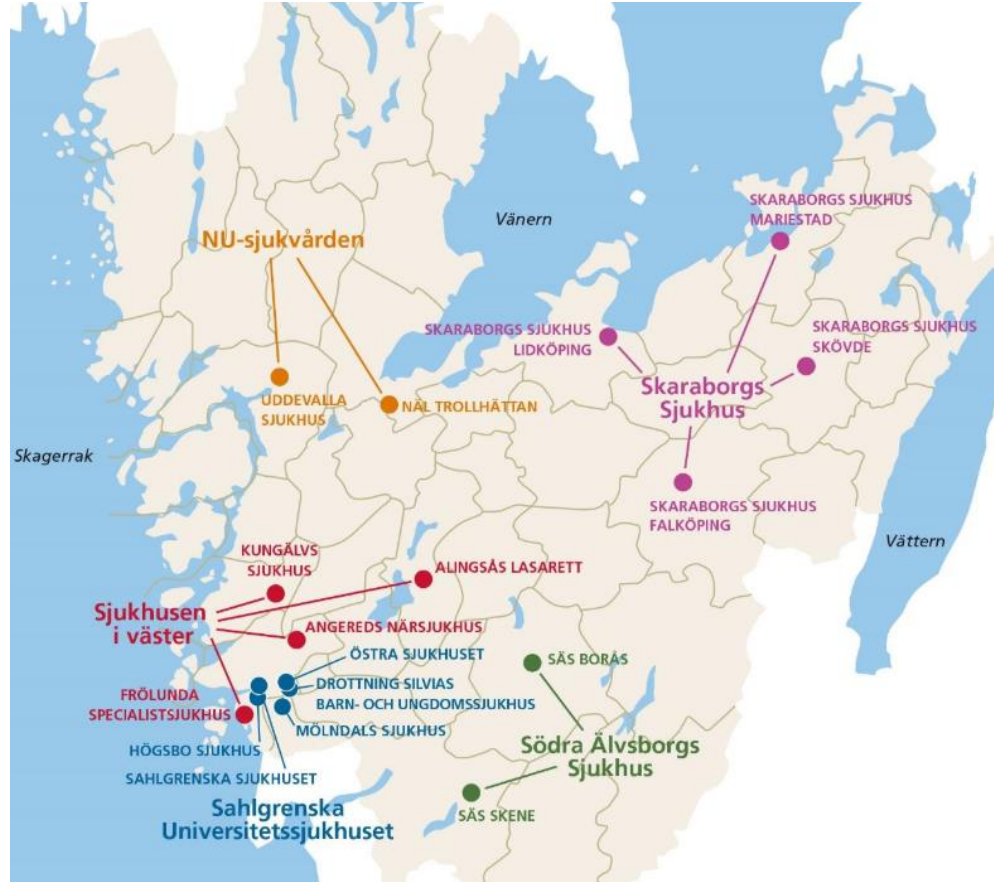 SKARABORGS SJUKHUS
MARIESTAD
Vänern
NU-sjukvården
SKARABORGS SJUKHUS
LIDKÖPING
SKARABORGS SJUKHUS
SKÖVDE
Skaraborgs
Sjukhus
UDDEVALLA
SJUKHUS
NÄL TROLLHÄTTAN
Skagerrak
SKARABORGS SJUKHUS
FALKÖPING
Vättern
KUNGÄLVS
SJUKHUS
ALINGSÅS LASARETT
Sjukhusen
i väster
ANGEREDS NÄRSJUKHUS
ÖSTRA SJUKHUSET
SÄS BORÅS
DROTTNING SILVIAS
BARN- OCH UNGDOMSSJUKHUS
FRÖLUNDA
SPECIALISTSJUKHUS
MÖLNDALS SJUKHUS
HÖGSBO SJUKHUS
SAHLGRENSKA SJUKHUSET
Södra Älvsborgs
Sjukhus
Sahlgrenska
Universitetssjukhuset
SÄS SKENE